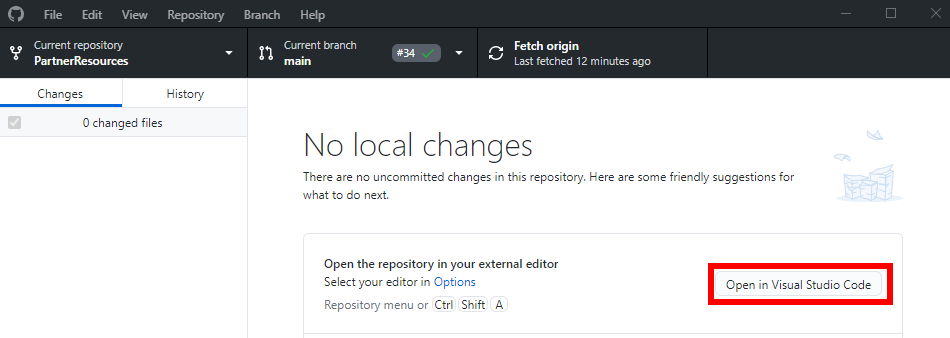 File Edit View Repository Branch Help
Current repository
PartnerResources
Current branch
main
#34
Fetch origin
Last fetched 12 minutes ago
Changes
History
0 changed files
No local changes
There are no uncommitted changes in this repository. Here are some friendly suggestions for
what to do next.
Open the repository in your external editor
Select your editor in Options
Repository menu or Ctrl Shift A
Open in Visual Studio Code